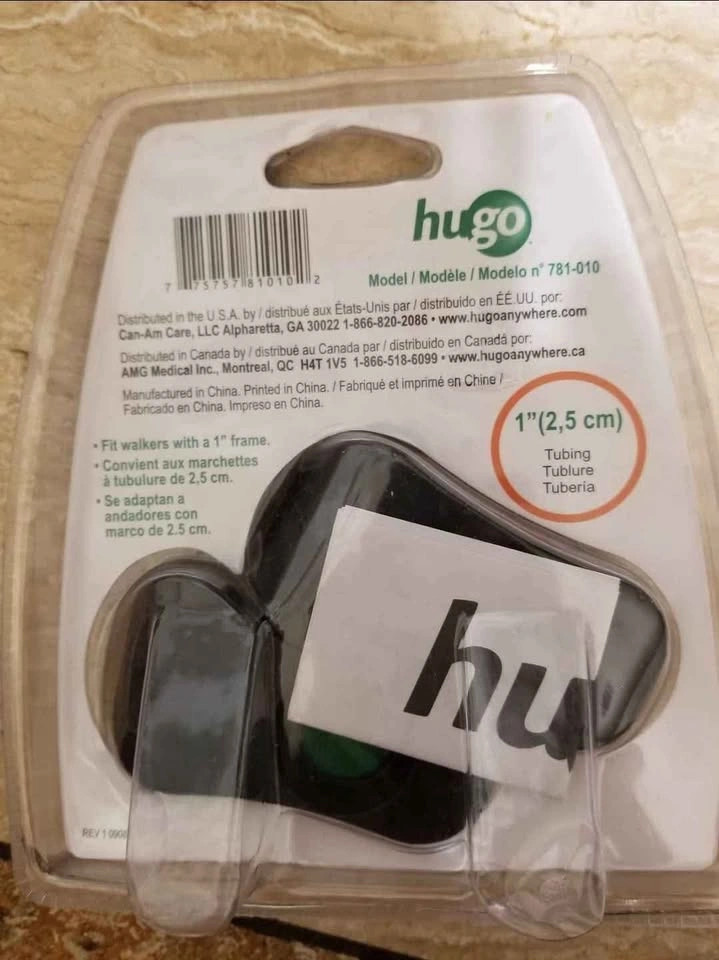 hugo
7 75757 81010 2
Model / Modèle / Modelo n° 781-010
Distributed in the U.S.A. by / distribué aux États-Unis par / distribuido en ÉÉ.UU. por:
Can-Am Care, LLC Alpharetta, GA 30022 1-866-820-2086 • www.hugoanywhere.com
Distributed in Canada by / distribué au Canada par / distribuido en Canadá por:
AMG Medical Inc., Montreal, QC H4T 1V5 1-866-518-6099 • www.hugoanywhere.ca
Manufactured in China. Printed in China. / Fabriqué et imprimé en Chine /
Fabricado en China. Impreso en China.
1”(2,5 cm)
Tubing
Tublure
Tuberia
• Fit walkers with a 1” frame.
• Convient aux marchettes
à tubulure de 2,5 cm.
• Se adaptan a
andadores con
marco de 2.5 cm.
hu
REV 1 0908